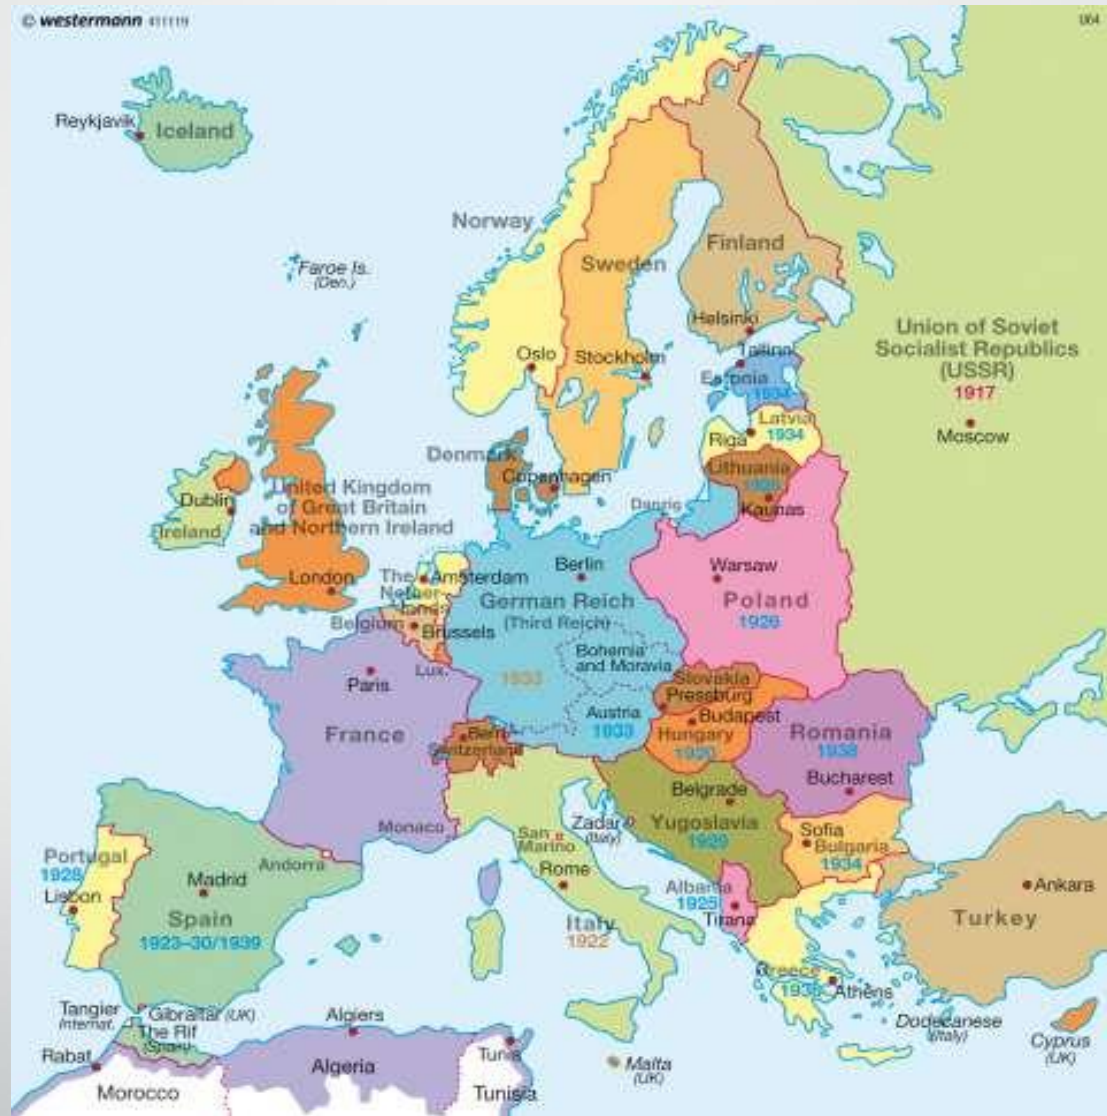 © westermann 411119
U64
Reykjavik
Iceland
Norway
Finland
Sweden
Faroe Is.
(Den.)
Helsinki
Union of Soviet
Socialist Republics
(USSR)
1917
Moscow
Oslo
Stockholm
Tallinn
Estonia
1934
Latvia
1934
Riga
Denmark
Copenhagen
Lithuania
Kaunas
Danzig
United Kingdom
of Great Britain
and Northern Ireland
Dublin
Ireland
London
The
Nether-
lands
Amsterdam
Belgium
Brussels
Lux.
Berlin
German Reich
(Third Reich)
1933
Bohemia
and Moravia
Warsaw
Poland
1926
Slovakia
Pressburg
Austria
1933
Budapest
Hungary
1920
Paris
France
Bern
Switzerland
Romania
1938
Bucharest
Belgrade
Yugoslavia
1929
Zadar
(Italy)
San
Marino
Monaco
Andorra
Sofia
Bulgaria
1934
Portugal
1928
Lisbon
Madrid
Spain
1923–30/1939
Rome
Italy
1922
Albania
1925
Tirana
Ankara
Turkey
Greece
Athens
Dodecanese
(Italy)
Cyprus
(UK)
Malta
(UK)
Tangier
Internat.
Gibraltar (UK)
The Rif
(Spain)
Rabat
Morocco
Algiers
Algeria
Tunis
Tunisia